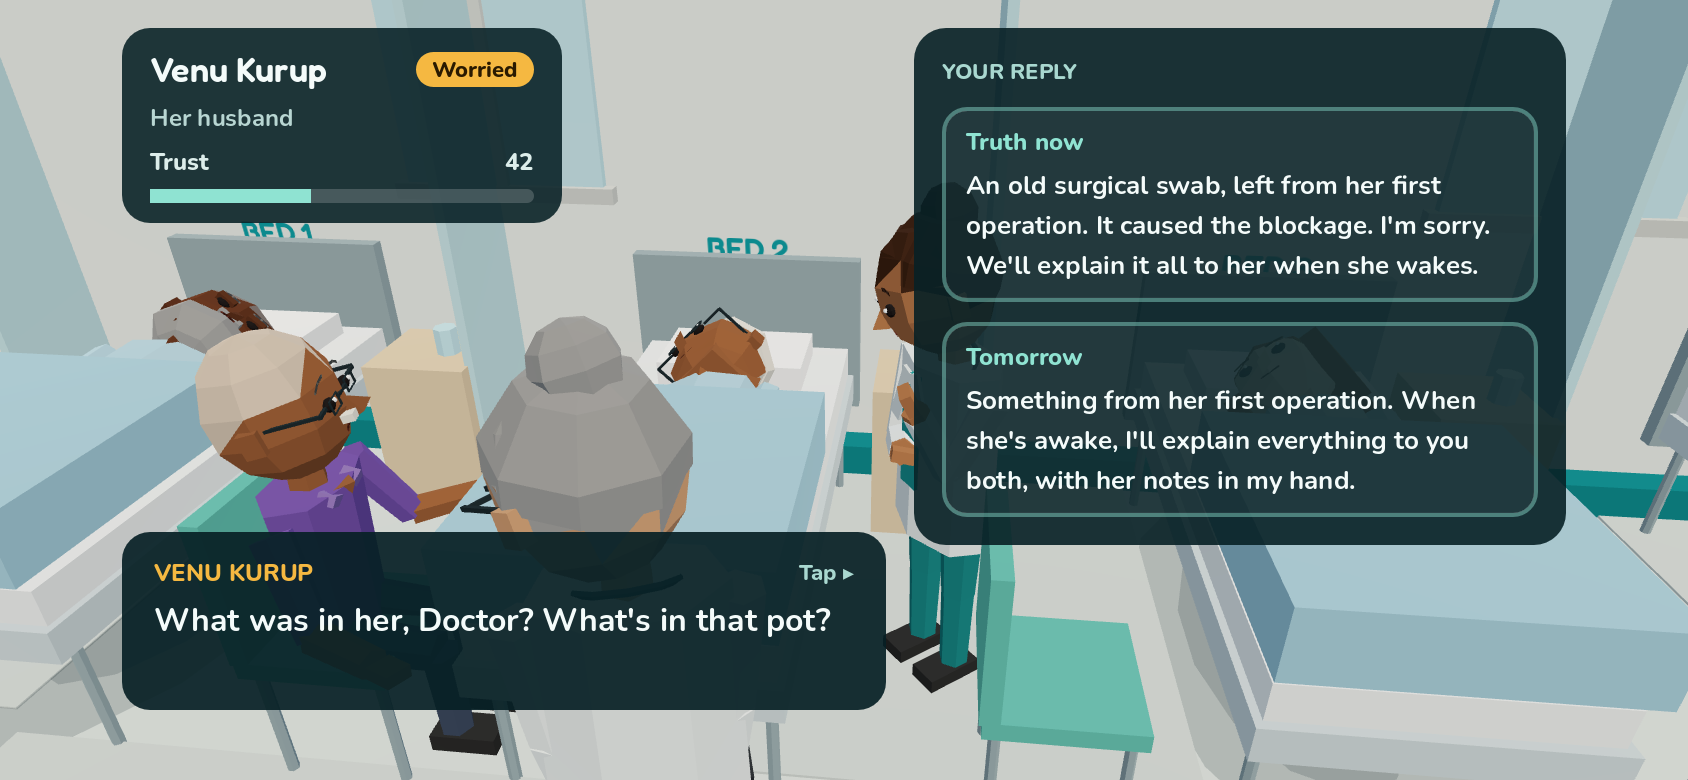 Venu Kurup
Worried
Her husband
Trust
42
BED 1
BED 2
VENU KURUP
Tap ▸
What was in her, Doctor? What's in that pot?
YOUR REPLY
Truth now
An old surgical swab, left from her first
operation. It caused the blockage. I'm sorry.
We'll explain it all to her when she wakes.
Tomorrow
Something from her first operation. When
she's awake, I'll explain everything to you
both, with her notes in my hand.